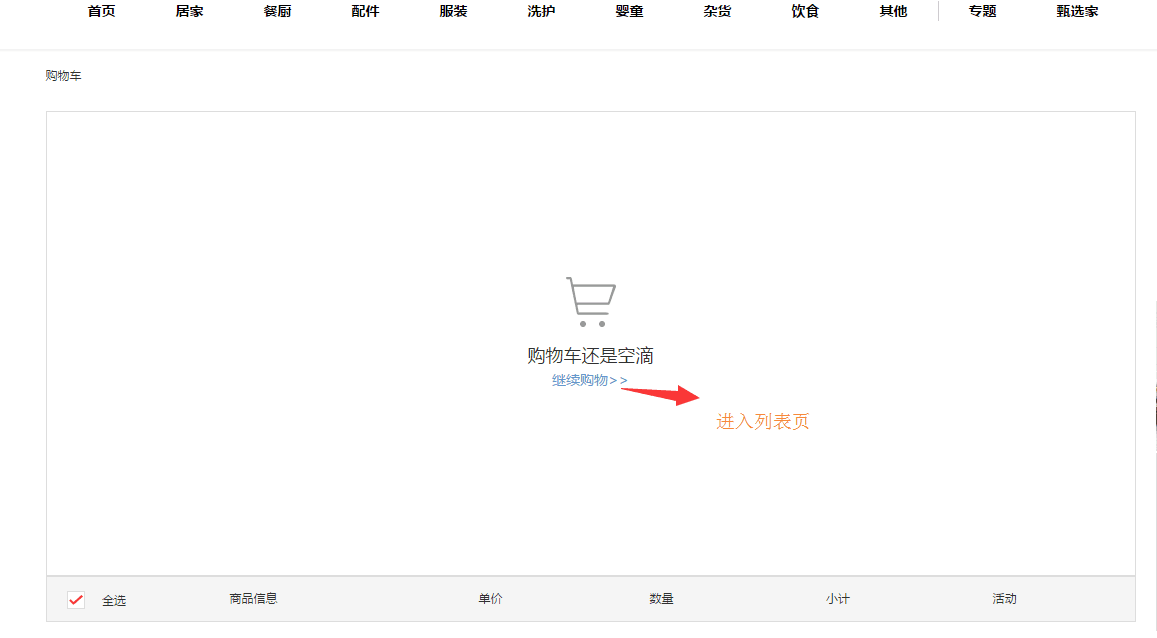 首页 居家 餐厨 配件 服装 洗护 婴童 杂货 饮食 其他 专题 甄选家
购物车
购物车还是空滴
继续购物>>
进入列表页
全选 商品信息 单价 数量 小计 活动